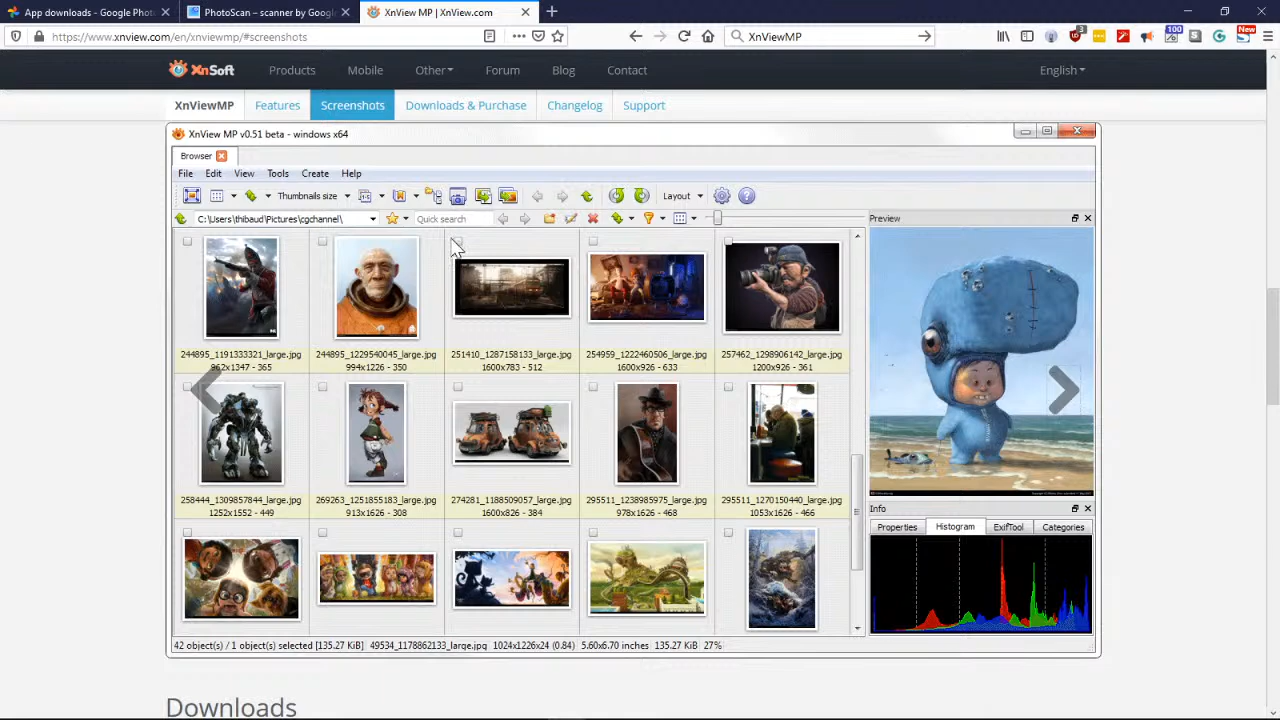 App downloads - Google Phot
PhotoScan – scanner by Googl
XnView MP | XnView.com
https://www.xnview.com/en/xnviewmp/#screenshots
XnViewMP
3
100
New
XnSoft
Products
Mobile
Other
Forum
Blog
Contact
English
XnViewMP
Features
Screenshots
Downloads & Purchase
Changelog
Support
XnView MP v0.51 beta - windows x64
Browser
File Edit View Tools Create Help
Thumbnails size
Layout
C:\Users\thibaud\Pictures\cgchannel\
Quick search
Preview
244895_1191333321_large.jpg 244895_1229540045_large.jpg 251410_1287158133_large.jpg 254959_1222460506_large.jpg 257462_1298906142_large.jpg
962x1347 - 365 994x1226 - 350 1600x783 - 512 1600x926 - 633 1200x926 - 361
258444_1309857844_large.jpg 269263_1251855183_large.jpg 274281_1188509057_large.jpg 295511_1238985975_large.jpg 295511_1270150440_large.jpg
1252x1552 - 449 913x1626 - 308 1600x826 - 384 978x1626 - 468 1053x1626 - 466
Info
Properties Histogram ExifTool Categories
42 object(s) / 1 object(s) selected [135.27 KiB] 49534_1178862133_large.jpg 1024x1226x24 (0.84) 5.60x6.70 inches 135.27 KiB 27%
Downloads